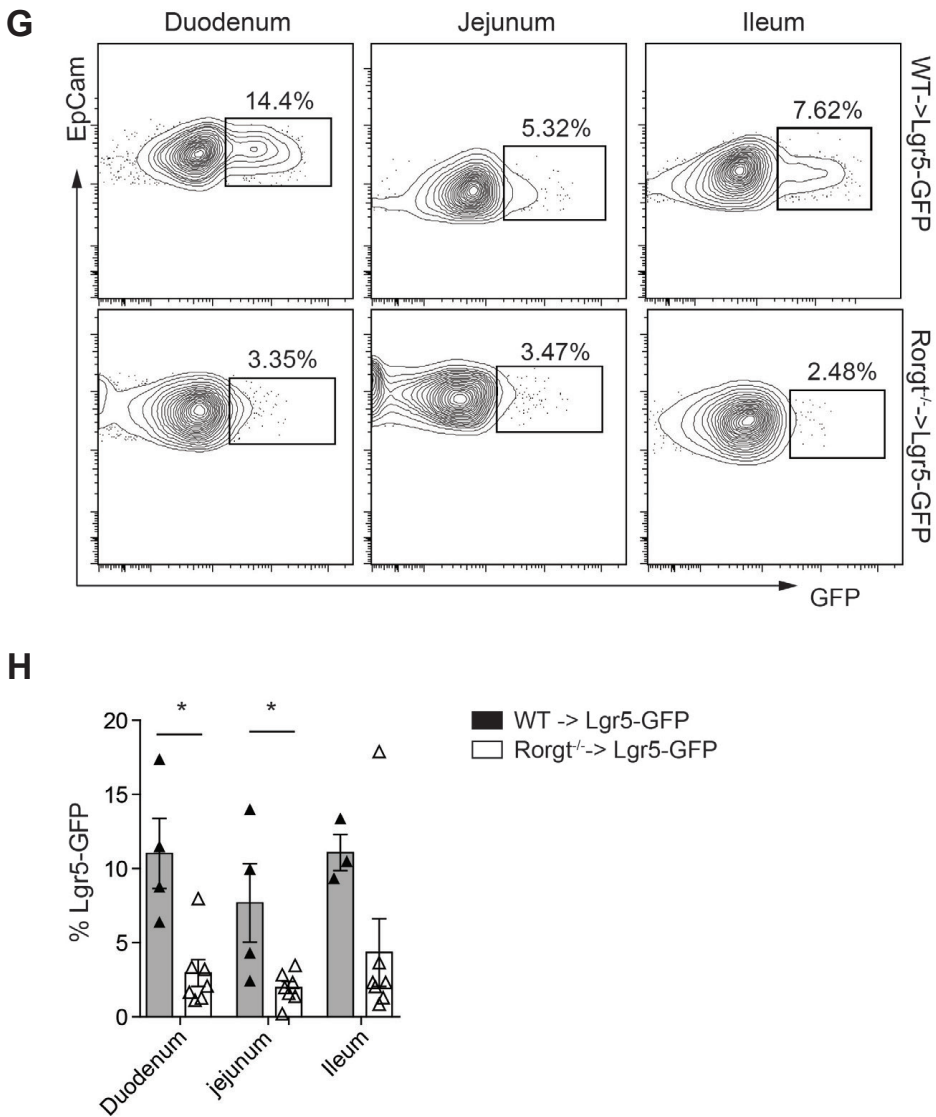 G
Duodenum
Jejunum
Ileum
EpCam
14.4%
5.32%
7.62%
WT->Lgr5-GFP
3.35%
3.47%
2.48%
Rorgt-/-->Lgr5-GFP
GFP
H
% Lgr5-GFP
20
15
10
5
0
*
*
WT -> Lgr5-GFP
Rorgt-/--> Lgr5-GFP
Duodenum
jejunum
Ileum